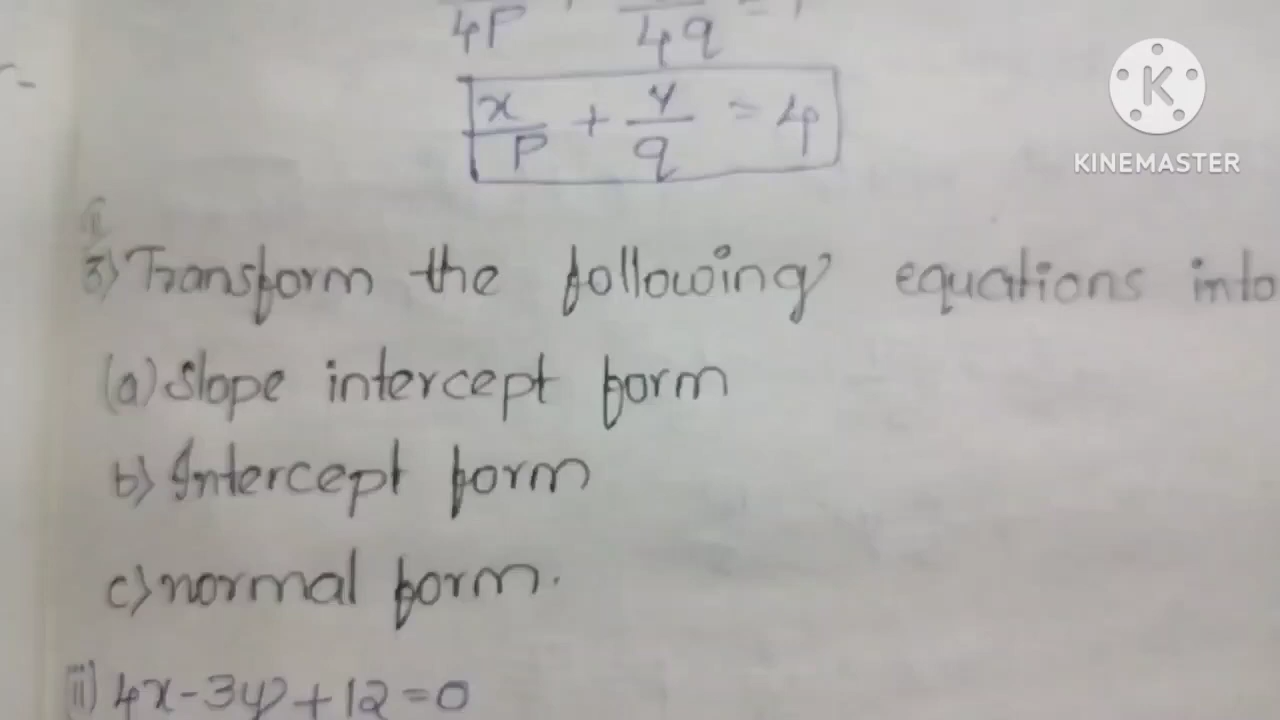 4P 4q = 1
x/P + y/q = 4
3) Transform the following equations into
(a) Slope intercept form
b) Intercept form
c) normal form.
ii) 4x-3y+12=0
KINEMASTER